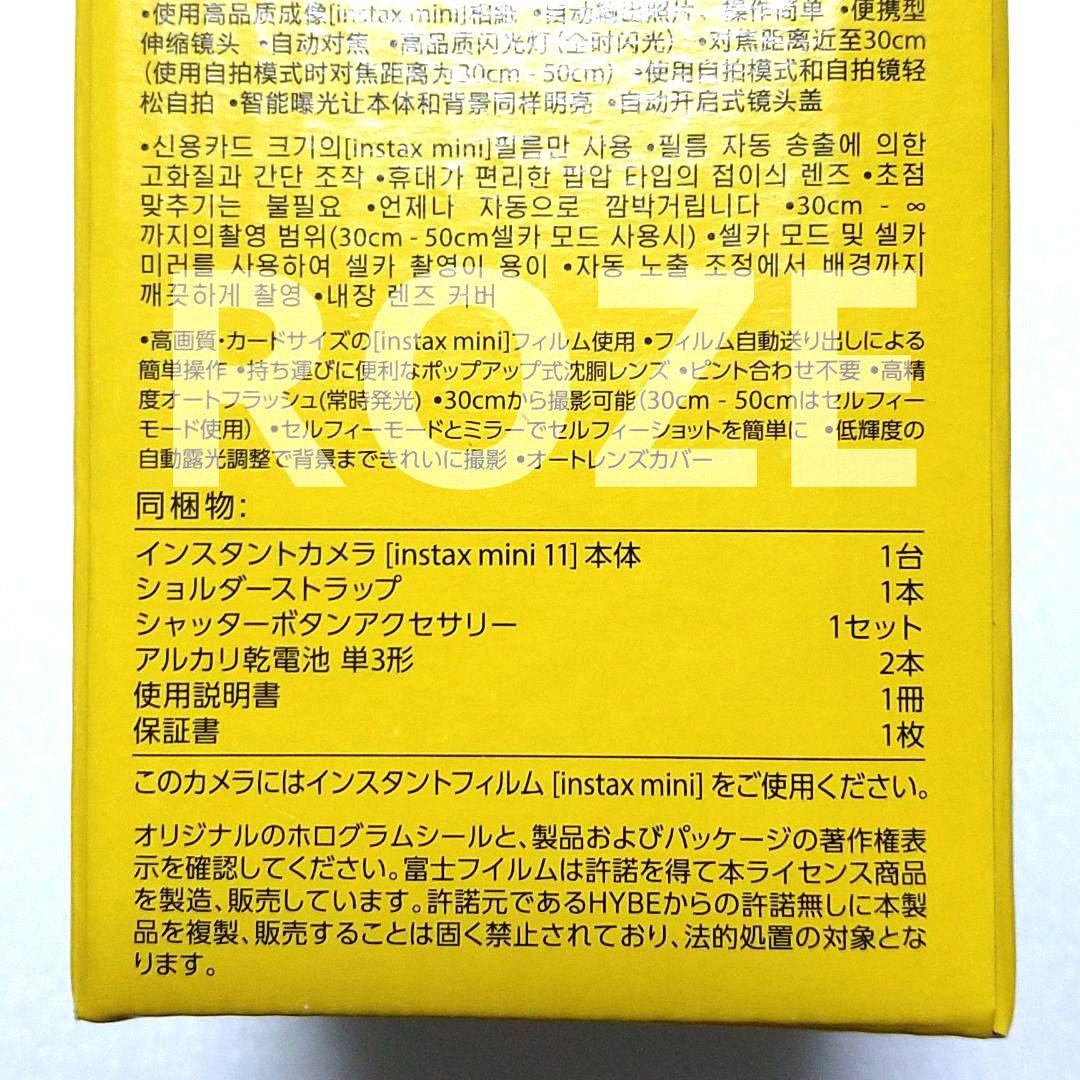 •使用高品质成像[instax mini]相纸 •自动输出照片、操作简单 •便携型
伸缩镜头 •自动对焦 •高品质闪光灯(全时闪光) •对焦距离近至30cm
(使用自拍模式时对焦距离为30cm - 50cm) •使用自拍模式和自拍镜轻
松自拍 •智能曝光让本体和背景同样明亮 •自动开启式镜头盖
•신용카드 크기의[instax mini]필름만 사용 •필름 자동 송출에 의한
고화질과 간단 조작 •휴대가 편리한 팝압 타입의 접이식 렌즈 •초점
맞추기는 불필요 •언제나 자동으로 깜박거립니다 •30cm - ∞
까지의촬영 범위(30cm - 50cm셀카 모드 사용시) •셀카 모드 및 셀카
미러를 사용하여 셀카 촬영이 용이 •자동 노출 조정에서 배경까지
깨끗하게 촬영 •내장 렌즈 커버
ROZE
•高画質・カードサイズの[instax mini]フィルム使用 •フィルム自動送り出しによる
簡単操作 •持ち運びに便利なポップアップ式沈胴レンズ •ピント合わせ不要 •高精
度オートフラッシュ(常時発光) •30cmから撮影可能(30cm - 50cmはセルフィー
モード使用) •セルフィーモードとミラーでセルフィーショットを簡単に •低輝度の
自動露光調整で背景まできれいに撮影 •オートレンズカバー
同梱物:
インスタントカメラ [instax mini 11] 本体 1台
ショルダーストラップ 1本
シャッターボタンアクセサリー 1セット
アルカリ乾電池 単3形 2本
使用説明書 1冊
保証書 1枚
このカメラにはインスタントフィルム [instax mini] をご使用ください。
オリジナルのホログラムシールと、製品およびパッケージの著作権表
示を確認してください。富士フイルムは許諾を得て本ライセンス商品
を製造、販売しています。許諾元であるHYBEからの許諾無しに本製
品を複製、販売することは固く禁止されており、法的処置の対象とな
ります。